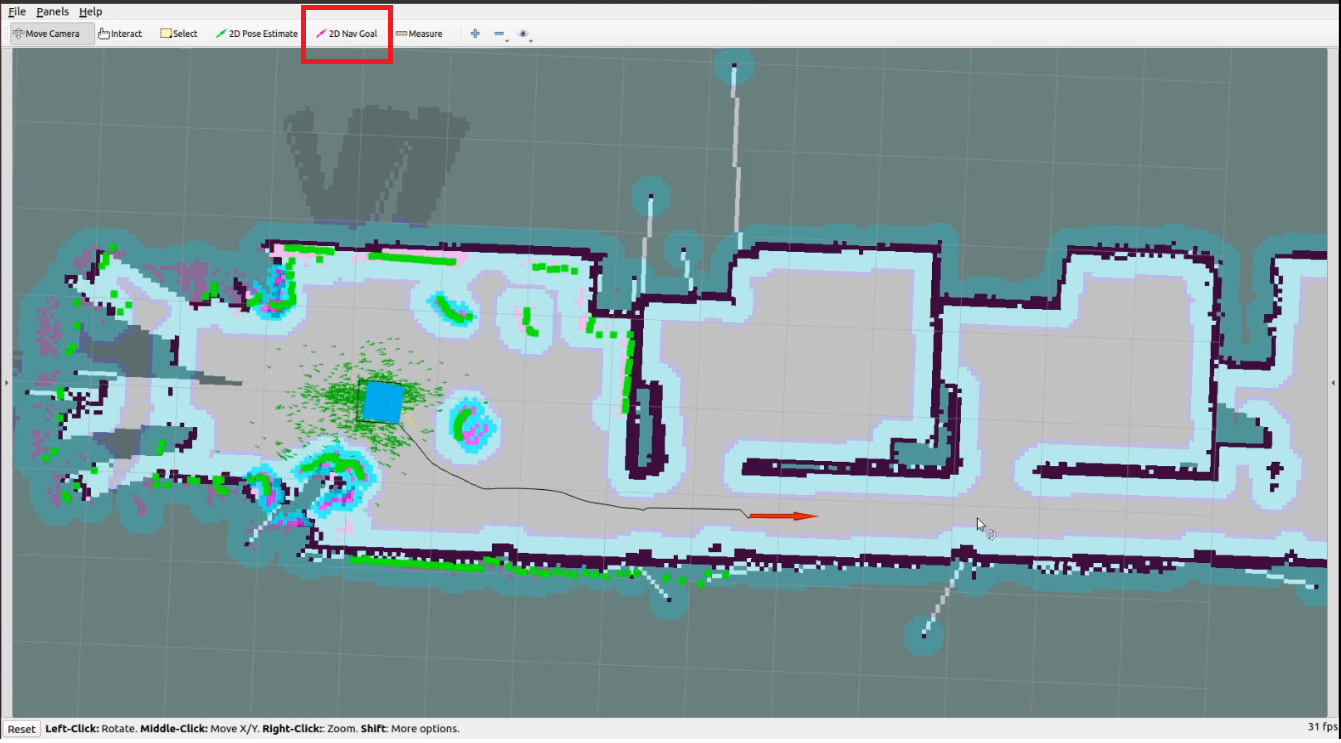 File Panels Help
Move Camera Interact Select 2D Pose Estimate 2D Nav Goal Measure
Reset Left-Click: Rotate. Middle-Click: Move X/Y. Right-Click:: Zoom. Shift: More options. 31 fps